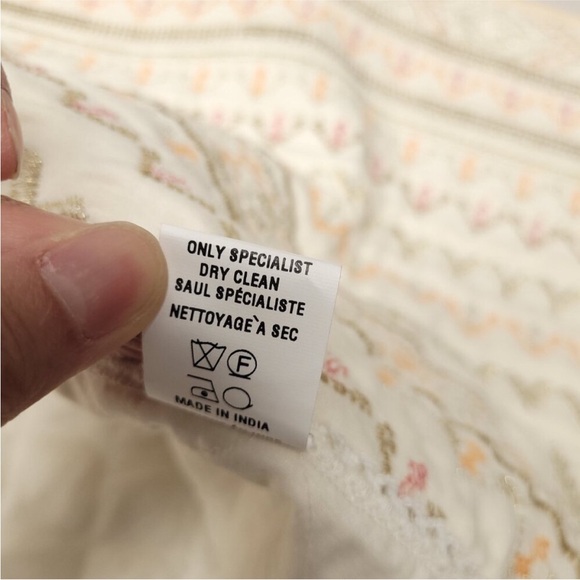 ONLY SPECIALIST
DRY CLEAN
SAUL SPÉCIALISTE
NETTOYAGE`A SEC
F
MADE IN INDIA